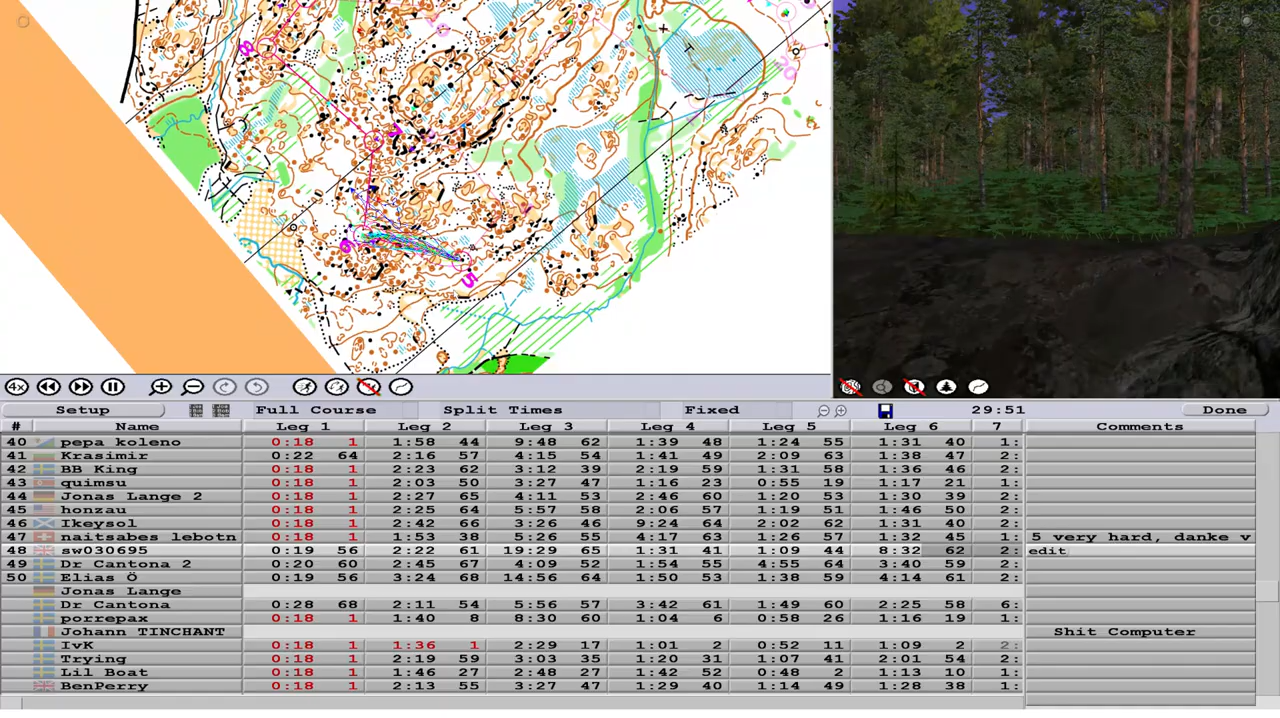 8
7
6
5
20
4x
Setup Full Course Split Times Fixed 29:51 Done
# Name Leg 1 Leg 2 Leg 3 Leg 4 Leg 5 Leg 6 7 Comments
40 pepa koleno 0:18 1 1:58 44 9:48 62 1:39 48 1:24 55 1:31 40 1:
41 Krasimir 0:22 64 2:16 57 4:15 54 1:41 49 2:09 63 1:38 47 2:
42 BB King 0:18 1 2:23 62 3:12 39 2:19 59 1:31 58 1:36 46 2:
43 quimsu 0:18 1 2:03 50 3:27 47 1:16 23 0:55 19 1:17 21 1:
44 Jonas Lange 2 0:18 1 2:27 65 4:11 53 2:46 60 1:20 53 1:30 39 2:
45 honzau 0:18 1 2:25 64 5:57 58 2:06 57 1:19 51 1:46 50 2:
46 Ikeysol 0:18 1 2:42 66 3:26 46 9:24 64 2:02 62 1:31 40 2:
47 naitsabes lebotn 0:18 1 1:53 38 5:26 55 4:17 63 1:26 57 1:32 45 1: 5 very hard, danke v
48 sw030695 0:19 56 2:22 61 19:29 65 1:31 41 1:09 44 8:32 62 2: edit
49 Dr Cantona 2 0:20 60 2:45 67 4:09 52 1:54 55 4:55 64 3:40 59 2:
50 Elias Ö 0:19 56 3:24 68 14:56 64 1:50 53 1:38 59 4:14 61 2:
Jonas Lange
Dr Cantona 0:28 68 2:11 54 5:56 57 3:42 61 1:49 60 2:25 58 6:
porrepax 0:18 1 1:40 8 8:30 60 1:04 6 0:58 26 1:16 19 1:
Johann TINCHANT Shit Computer
IvK 0:18 1 1:36 1 2:29 17 1:01 2 0:52 11 1:09 2 2:
Trying 0:18 1 2:19 59 3:03 35 1:20 31 1:07 41 2:01 54 2:
Lil Boat 0:18 1 1:46 27 2:48 27 1:42 52 0:48 2 1:13 10 1:
BenPerry 0:18 1 2:13 55 3:27 47 1:29 40 1:14 49 1:28 38 1: